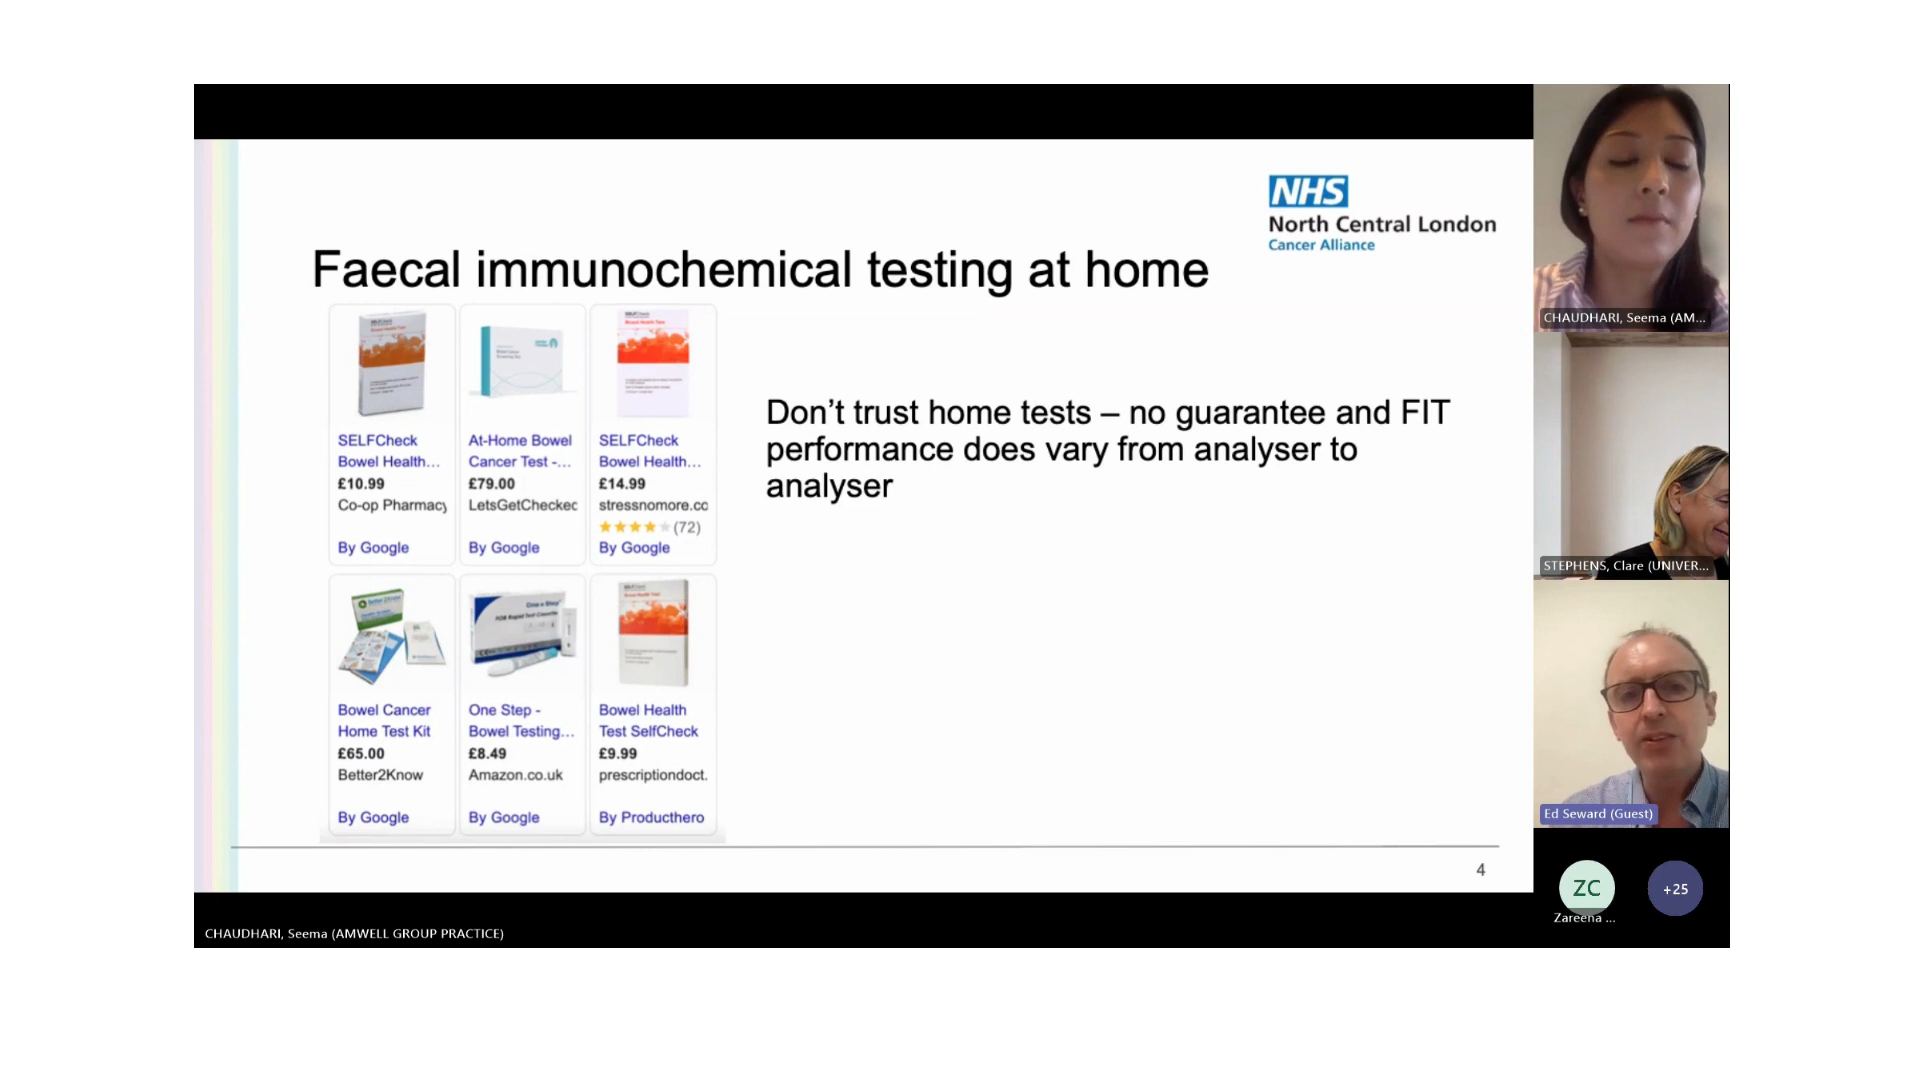 NHS
North Central London
Cancer Alliance
Faecal immunochemical testing at home
SELFCheck
Bowel Health...
£10.99
Co-op Pharmacy
By Google
At-Home Bowel
Cancer Test -...
£79.00
LetsGetChecked
By Google
SELFCheck
Bowel Health...
£14.99
stressnomore.co
(72)
By Google
Bowel Cancer
Home Test Kit
£65.00
Better2Know
By Google
One Step -
Bowel Testing...
£8.49
Amazon.co.uk
By Google
Bowel Health
Test SelfCheck
£9.99
prescriptiondoct.
By Producthero
Don’t trust home tests – no guarantee and FIT
performance does vary from analyser to
analyser
4
CHAUDHARI, Seema (AM...
STEPHENS, Clare (UNIVER...
Ed Seward (Guest)
ZC
Zareena ...
+25
CHAUDHARI, Seema (AMWELL GROUP PRACTICE)